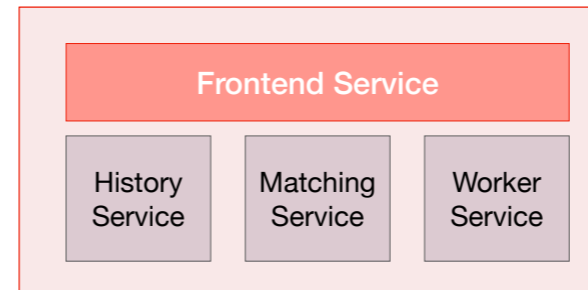 Frontend Service
History
Service
Matching
Service
Worker
Service